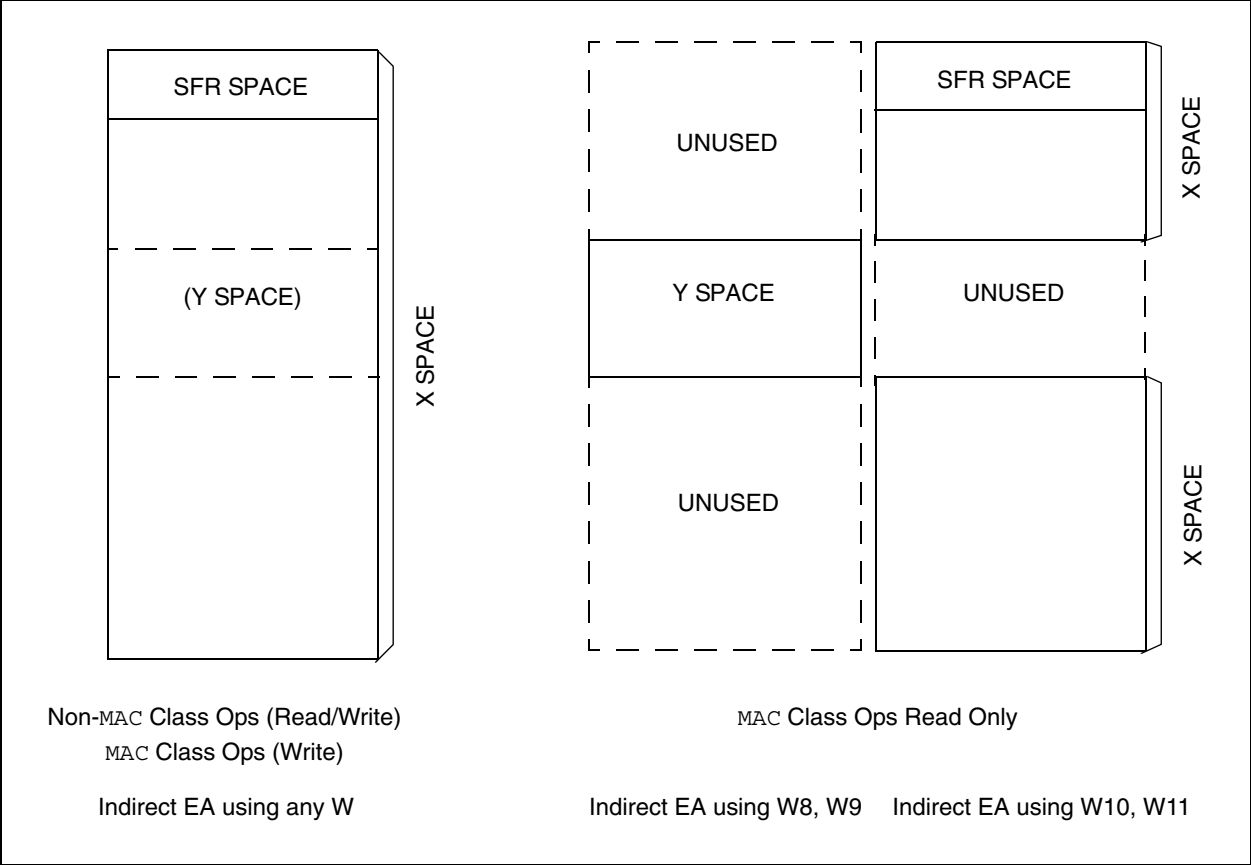 SFR SPACE
(Y SPACE)
X SPACE
Non-MAC Class Ops (Read/Write)
MAC Class Ops (Write)
Indirect EA using any W
UNUSED
Y SPACE
UNUSED
SFR SPACE
X SPACE
UNUSED
X SPACE
MAC Class Ops Read Only
Indirect EA using W8, W9
Indirect EA using W10, W11